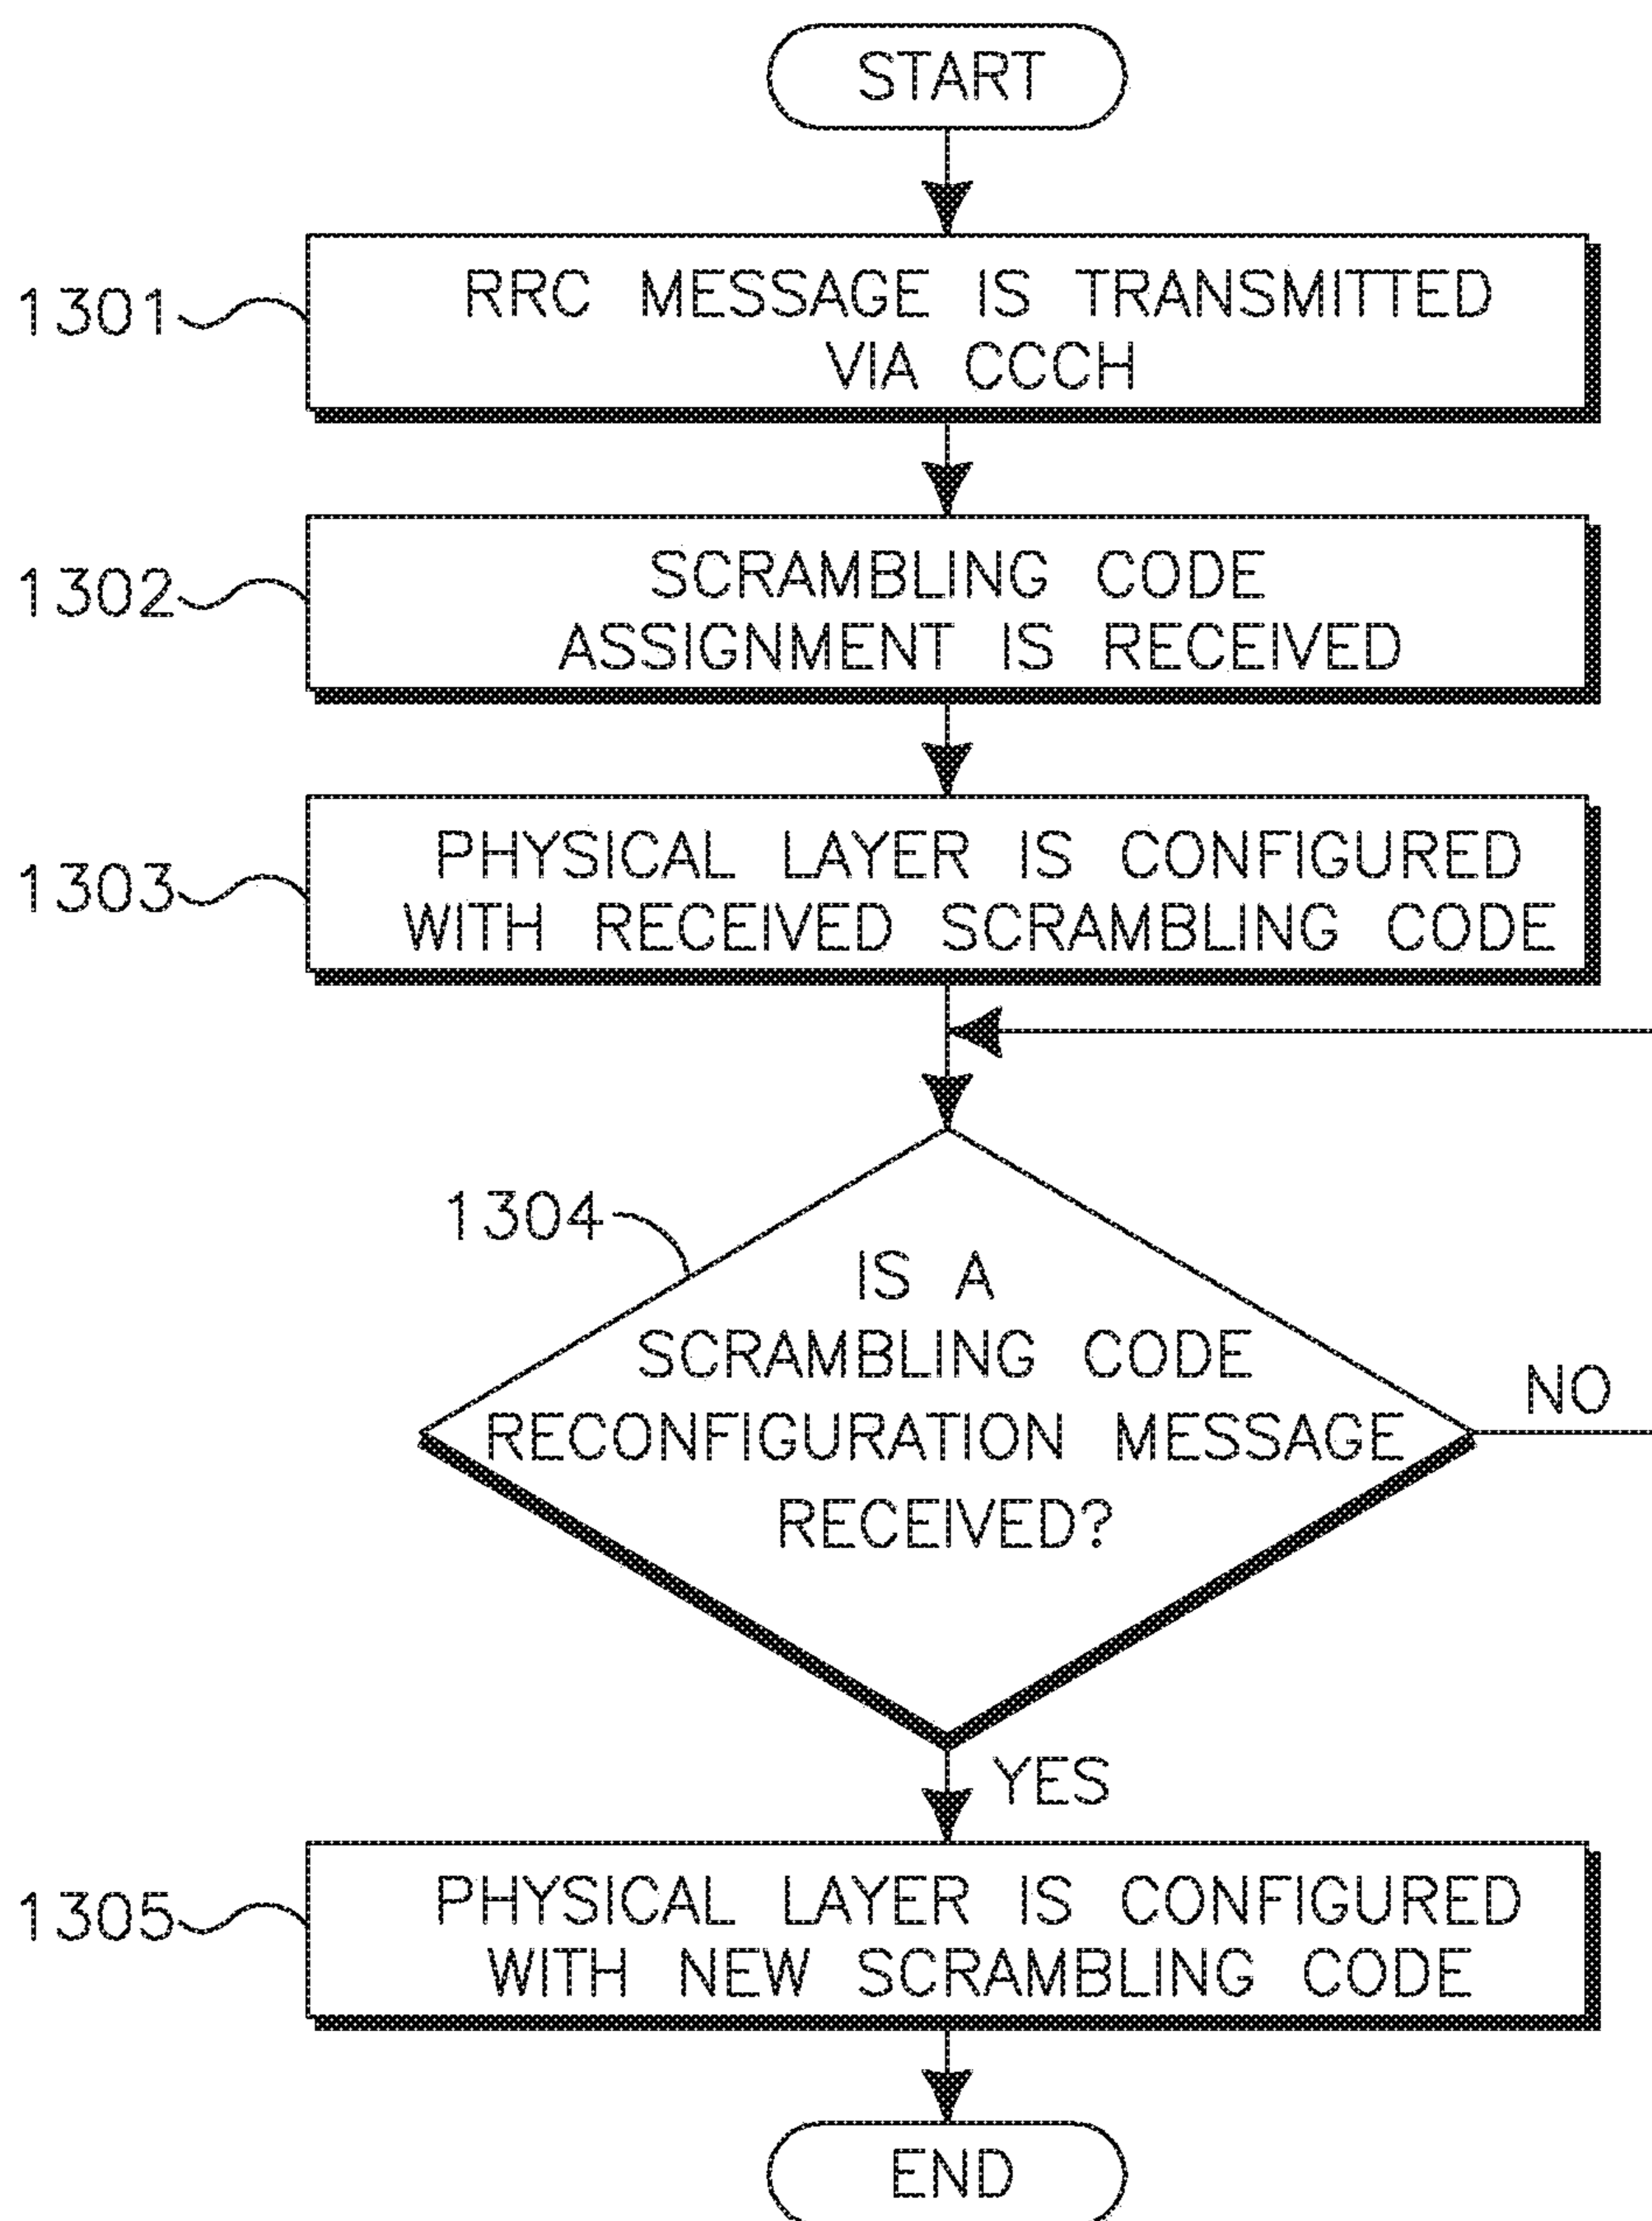 START
1301
RRC MESSAGE IS TRANSMITTED
VIA CCCH
1302
SCRAMBLING CODE
ASSIGNMENT IS RECEIVED
1303
PHYSICAL LAYER IS CONFIGURED
WITH RECEIVED SCRAMBLING CODE
1304
IS A
SCRAMBLING CODE
RECONFIGURATION MESSAGE
RECEIVED?
NO
YES
1305
PHYSICAL LAYER IS CONFIGURED
WITH NEW SCRAMBLING CODE
END